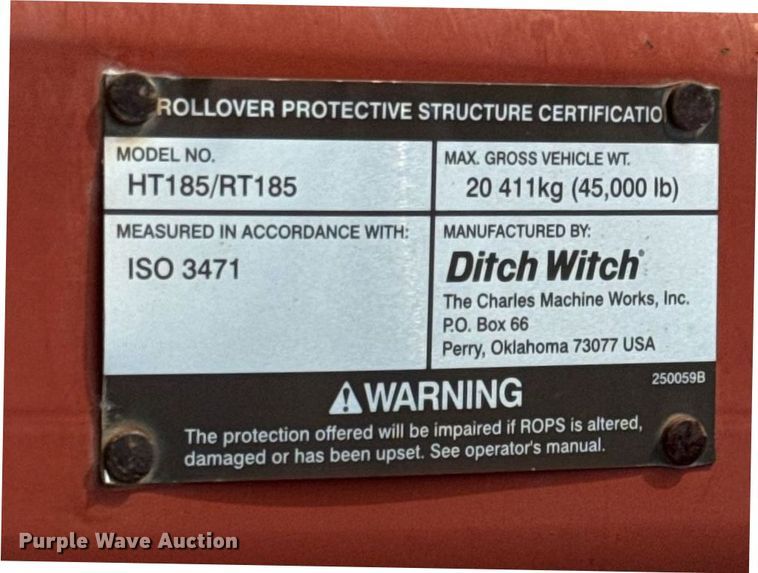 ROLLOVER PROTECTIVE STRUCTURE CERTIFICATIO
MODEL NO.
HT185/RT185
MAX. GROSS VEHICLE WT.
20 411kg (45,000 lb)
MEASURED IN ACCORDANCE WITH:
ISO 3471
MANUFACTURED BY:
Ditch Witch®
The Charles Machine Works, Inc.
P.O. Box 66
Perry, Oklahoma 73077 USA
250059B
⚠WARNING
The protection offered will be impaired if ROPS is altered,
damaged or has been upset. See operator's manual.
Purple Wave Auction